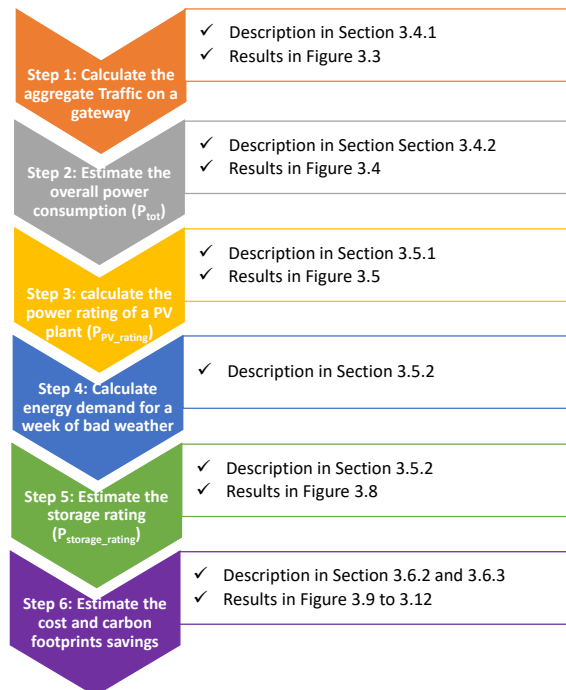 Step 1: Calculate the
aggregate Traffic on a
gateway
✓ Description in Section 3.4.1
✓ Results in Figure 3.3
Step 2: Estimate the
overall power
consumption (P_tot)
✓ Description in Section Section 3.4.2
✓ Results in Figure 3.4
Step 3: calculate the
power rating of a PV
plant (P_PV_rating)
✓ Description in Section 3.5.1
✓ Results in Figure 3.5
Step 4: Calculate
energy demand for a
week of bad weather
✓ Description in Section 3.5.2
Step 5: Estimate the
storage rating
(P_storage_rating)
✓ Description in Section 3.5.2
✓ Results in Figure 3.8
Step 6: Estimate the
cost and carbon
footprints savings
✓ Description in Section 3.6.2 and 3.6.3
✓ Results in Figure 3.9 to 3.12